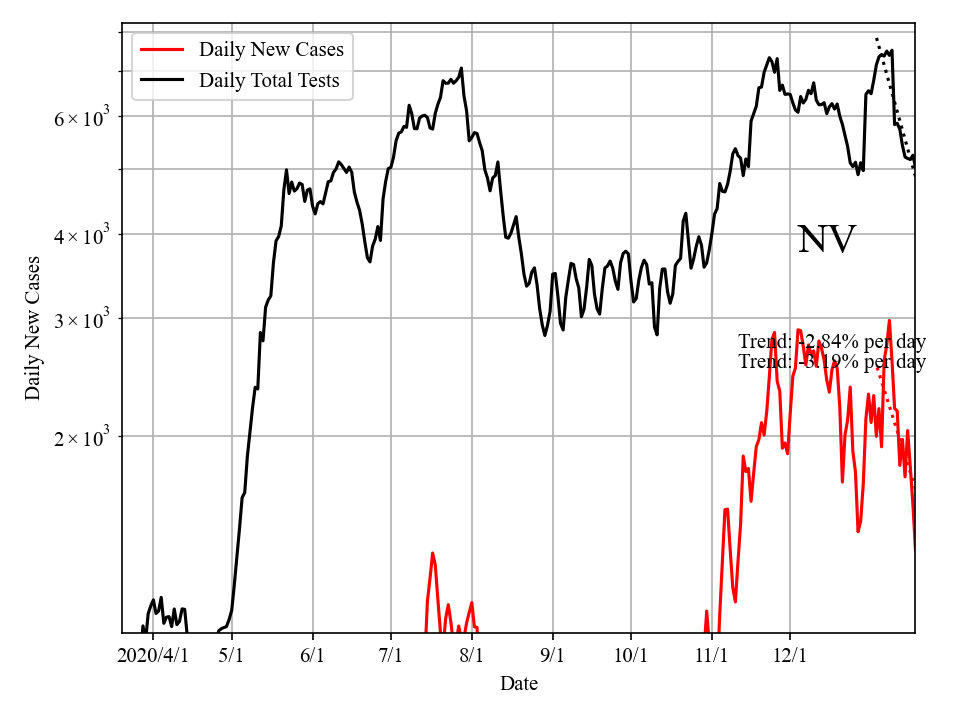 Daily New Cases
Daily Total Tests
6 × 10³
4 × 10³
3 × 10³
2 × 10³
Daily New Cases
NV
Trend: -2.84% per day
Trend: -3.19% per day
2020/4/1 5/1 6/1 7/1 8/1 9/1 10/1 11/1 12/1
Date